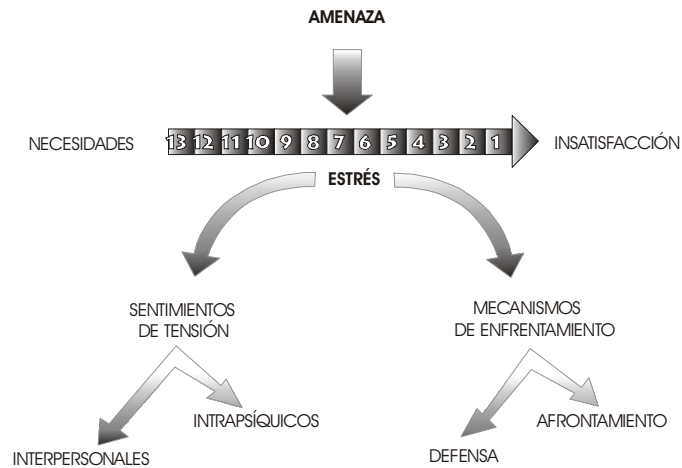 AMENAZA
NECESIDADES
13 12 11 10 9 8 7 6 5 4 3 2 1
INSATISFACCIÓN
ESTRÉS
SENTIMIENTOS
DE TENSIÓN
MECANISMOS
DE ENFRENTAMIENTO
INTRAPSÍQUICOS
AFRONTAMIENTO
INTERPERSONALES
DEFENSA